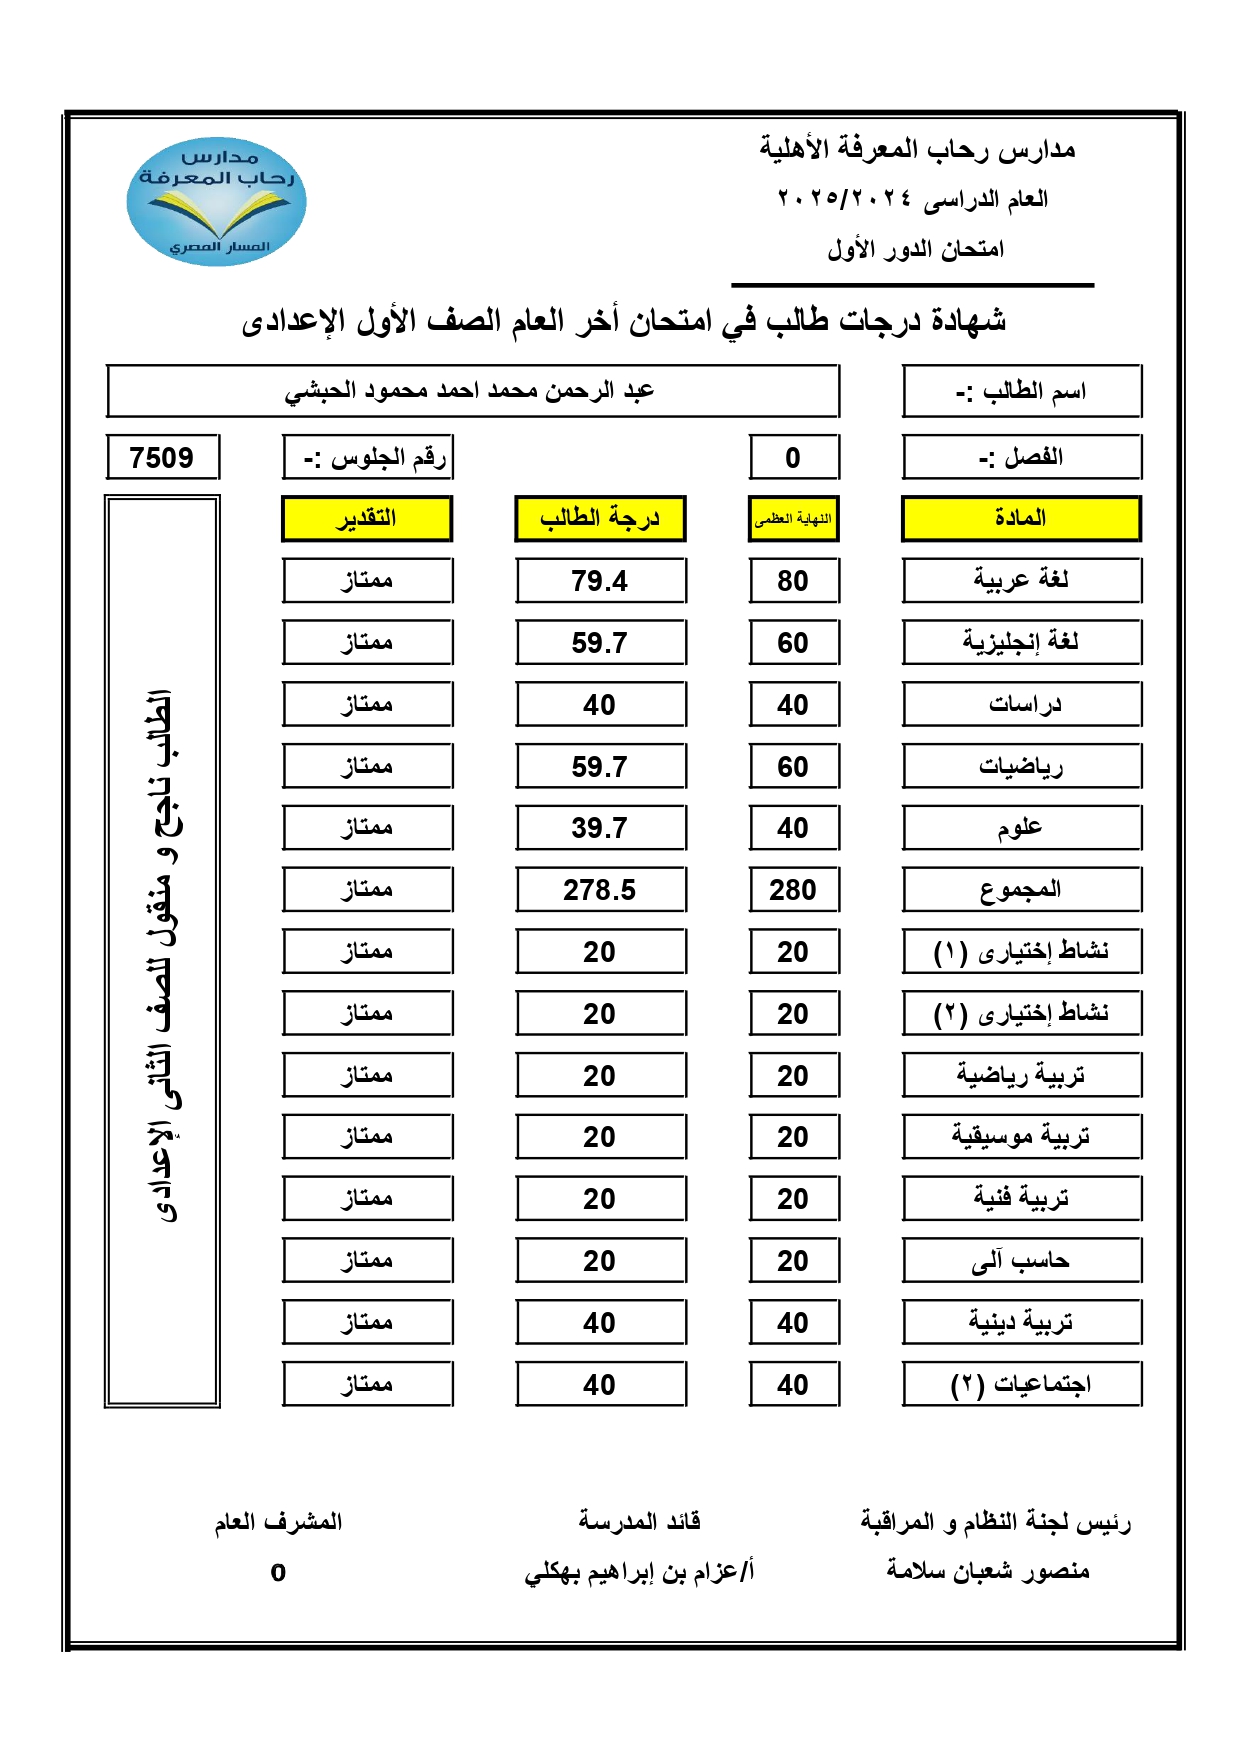 مدارس رحاب المعرفة الأهلية
العام الدراسى ٢٠٢٥/٢٠٢٤
امتحان الدور الأول
مدارس
رحاب المعرفة
المسار المصري
شهادة درجات طالب في امتحان أخر العام الصف الأول الإعدادى
اسم الطالب :- عبد الرحمن محمد احمد محمود الحبشي
الفصل :- 0 رقم الجلوس :- 7509
المادة النهاية العظمى درجة الطالب التقدير
لغة عربية 80 79.4 ممتاز
لغة إنجليزية 60 59.7 ممتاز
دراسات 40 40 ممتاز
رياضيات 60 59.7 ممتاز
علوم 40 39.7 ممتاز
المجموع 280 278.5 ممتاز
نشاط إختيارى (١) 20 20 ممتاز
نشاط إختيارى (٢) 20 20 ممتاز
تربية رياضية 20 20 ممتاز
تربية موسيقية 20 20 ممتاز
تربية فنية 20 20 ممتاز
حاسب آلى 20 20 ممتاز
تربية دينية 40 40 ممتاز
اجتماعيات (٢) 40 40 ممتاز
الطالب ناجح و منقول للصف الثانى الإعدادى
رئيس لجنة النظام و المراقبة قائد المدرسة المشرف العام
منصور شعبان سلامة أ/عزام بن إبراهيم بهكلي 0